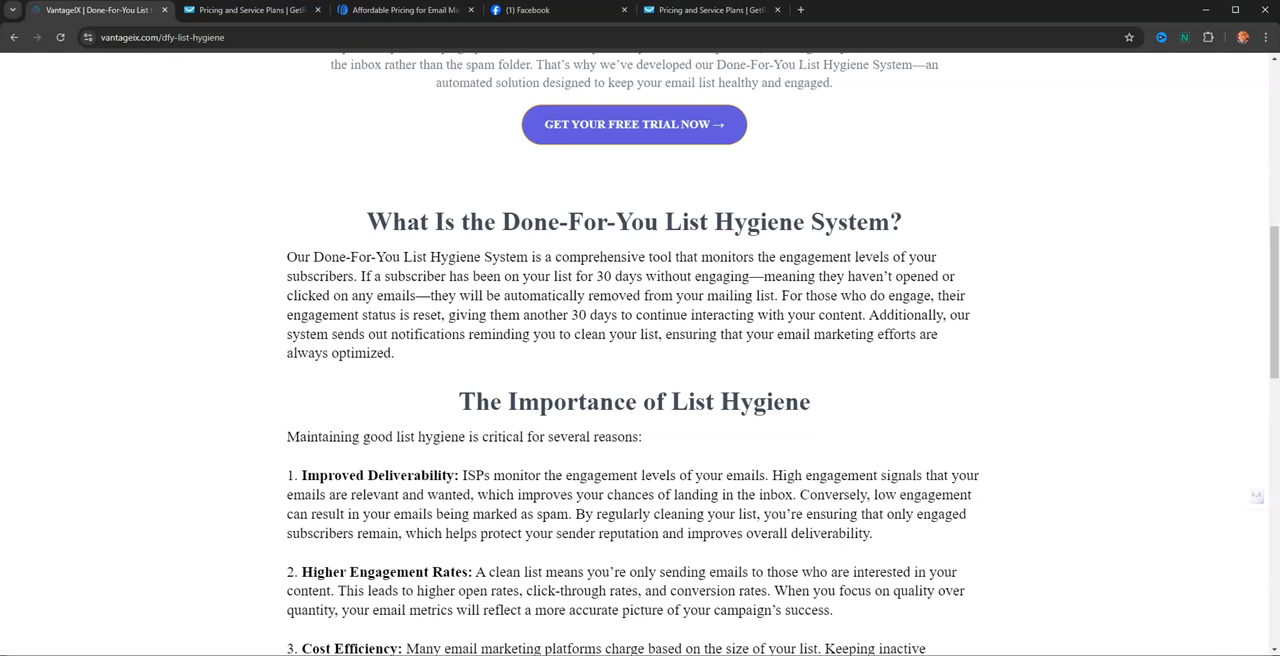 VantageIX | Done-For-You List
Pricing and Service Plans | GetR
Affordable Pricing for Email Ma
(1) Facebook
Pricing and Service Plans | GetR
vantageix.com/dfy-list-hygiene
the inbox rather than the spam folder. That’s why we’ve developed our Done-For-You List Hygiene System—an
automated solution designed to keep your email list healthy and engaged.
GET YOUR FREE TRIAL NOW →
What Is the Done-For-You List Hygiene System?
Our Done-For-You List Hygiene System is a comprehensive tool that monitors the engagement levels of your
subscribers. If a subscriber has been on your list for 30 days without engaging—meaning they haven’t opened or
clicked on any emails—they will be automatically removed from your mailing list. For those who do engage, their
engagement status is reset, giving them another 30 days to continue interacting with your content. Additionally, our
system sends out notifications reminding you to clean your list, ensuring that your email marketing efforts are
always optimized.
The Importance of List Hygiene
Maintaining good list hygiene is critical for several reasons:
1. Improved Deliverability: ISPs monitor the engagement levels of your emails. High engagement signals that your
emails are relevant and wanted, which improves your chances of landing in the inbox. Conversely, low engagement
can result in your emails being marked as spam. By regularly cleaning your list, you’re ensuring that only engaged
subscribers remain, which helps protect your sender reputation and improves overall deliverability.
2. Higher Engagement Rates: A clean list means you’re only sending emails to those who are interested in your
content. This leads to higher open rates, click-through rates, and conversion rates. When you focus on quality over
quantity, your email metrics will reflect a more accurate picture of your campaign’s success.
3. Cost Efficiency: Many email marketing platforms charge based on the size of your list. Keeping inactive